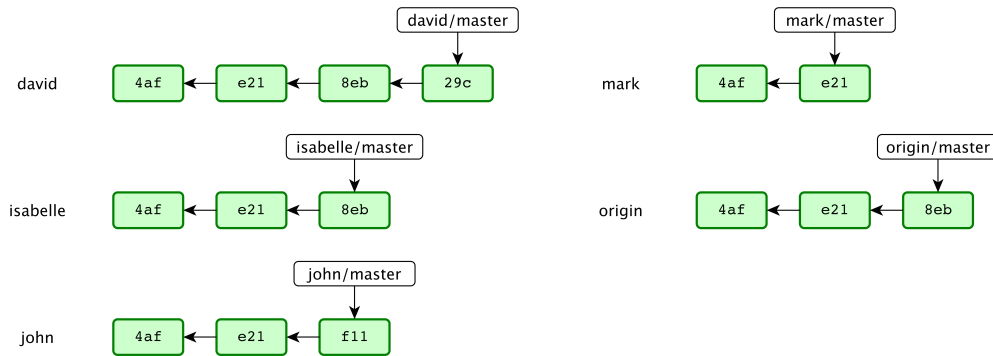 david/master
david 4af e21 8eb 29c
isabelle/master
isabelle 4af e21 8eb
john/master
john 4af e21 f11
mark/master
mark 4af e21
origin/master
origin 4af e21 8eb